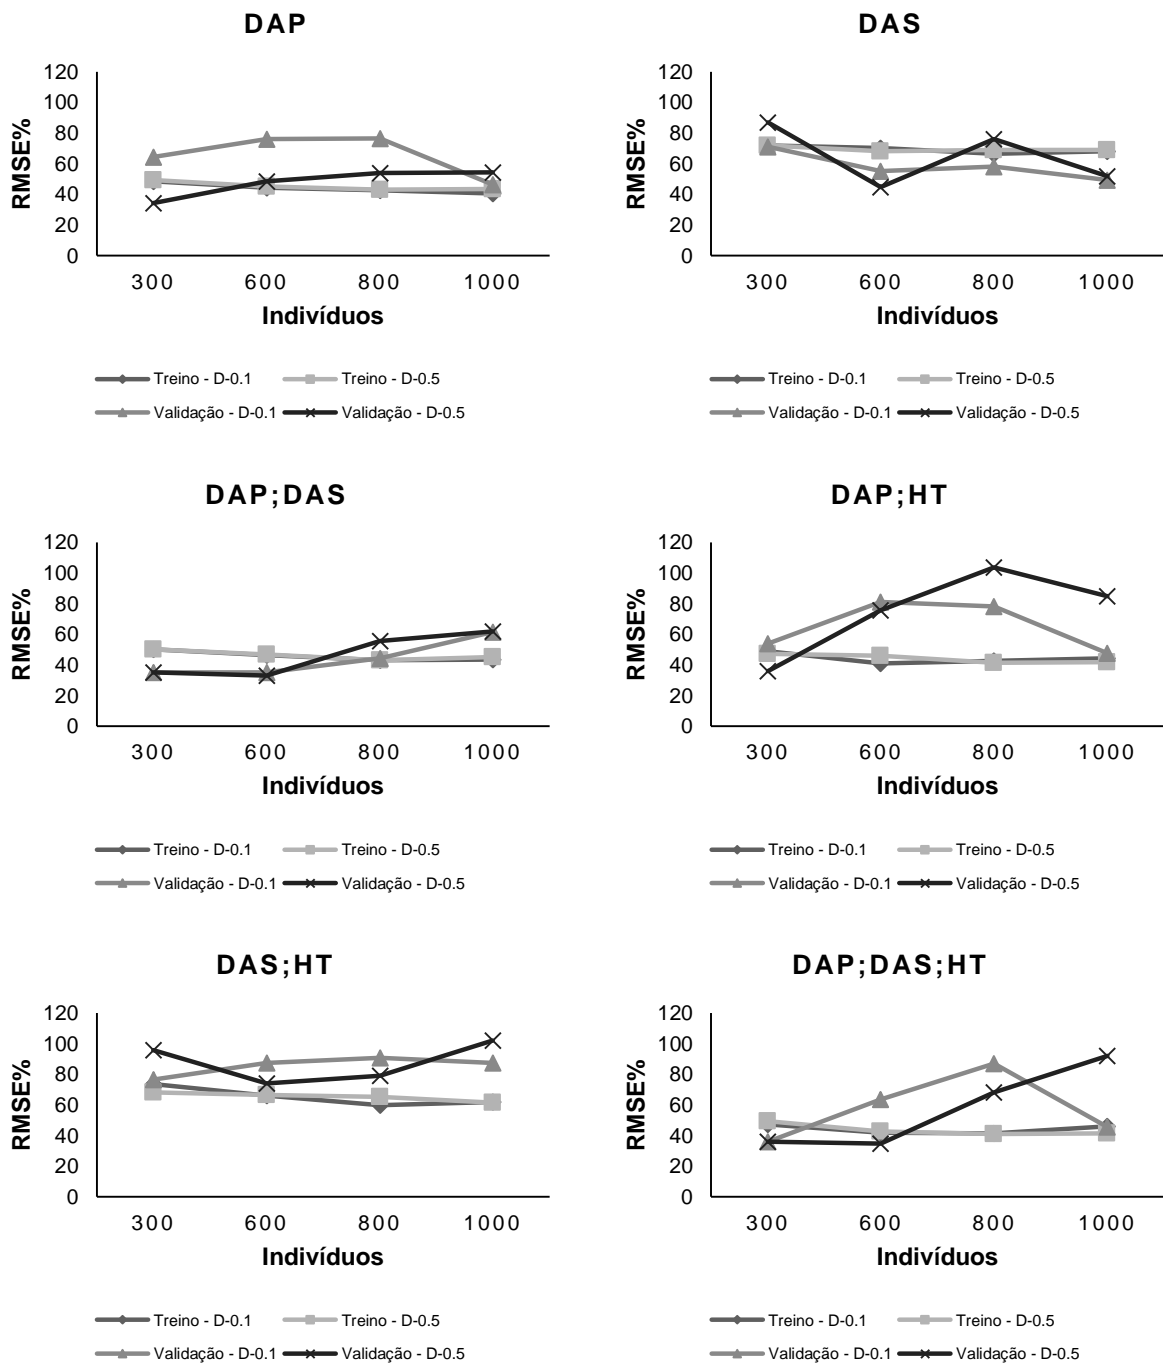 DAP
120
100
80
60
40
20
0
RMSE%
300 600 800 1000
Indivíduos
Treino - D-0.1 Treino - D-0.5
Validação - D-0.1 Validação - D-0.5
DAS
120
100
80
60
40
20
0
RMSE%
300 600 800 1000
Indivíduos
Treino - D-0.1 Treino - D-0.5
Validação - D-0.1 Validação - D-0.5
DAP;DAS
120
100
80
60
40
20
0
RMSE%
300 600 800 1000
Indivíduos
Treino - D-0.1 Treino - D-0.5
Validação - D-0.1 Validação - D-0.5
DAP;HT
120
100
80
60
40
20
0
RMSE%
300 600 800 1000
Indivíduos
Treino - D-0.1 Treino - D-0.5
Validação - D-0.1 Validação - D-0.5
DAS;HT
120
100
80
60
40
20
0
RMSE%
300 600 800 1000
Indivíduos
Treino - D-0.1 Treino - D-0.5
Validação - D-0.1 Validação - D-0.5
DAP;DAS;HT
120
100
80
60
40
20
0
RMSE%
300 600 800 1000
Indivíduos
Treino - D-0.1 Treino - D-0.5
Validação - D-0.1 Validação - D-0.5